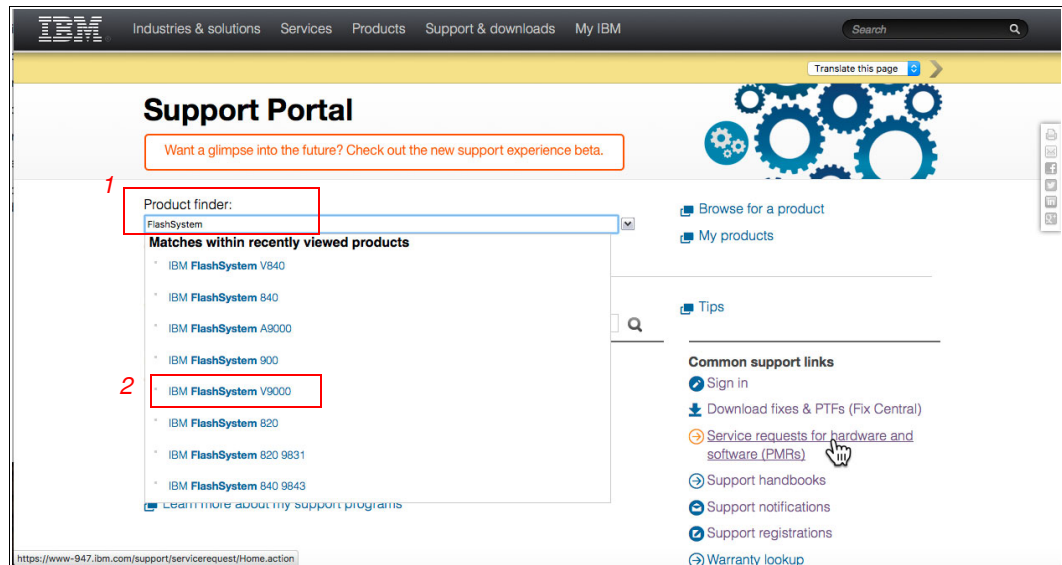 IBM
Industries & solutions
Services
Products
Support & downloads
My IBM
Search
Translate this page
Support Portal
Want a glimpse into the future? Check out the new support experience beta.
1
Product finder:
FlashSystem
Matches within recently viewed products
IBM FlashSystem V840
IBM FlashSystem 840
IBM FlashSystem A9000
IBM FlashSystem 900
2
IBM FlashSystem V9000
IBM FlashSystem 820
IBM FlashSystem 820 9831
IBM FlashSystem 840 9843
Learn more about my support programs
https://www-947.ibm.com/support/servicerequest/Home.action
Browse for a product
My products
Tips
Common support links
Sign in
Download fixes & PTFs (Fix Central)
Service requests for hardware and
software (PMRs)
Support handbooks
Support notifications
Support registrations
Warranty lookup